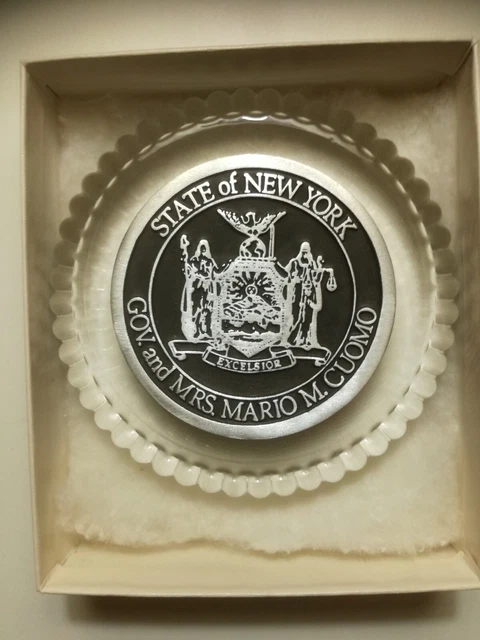 STATE of NEW YORK
EXCELSIOR
GOV. and MRS. MARIO M. CUOMO